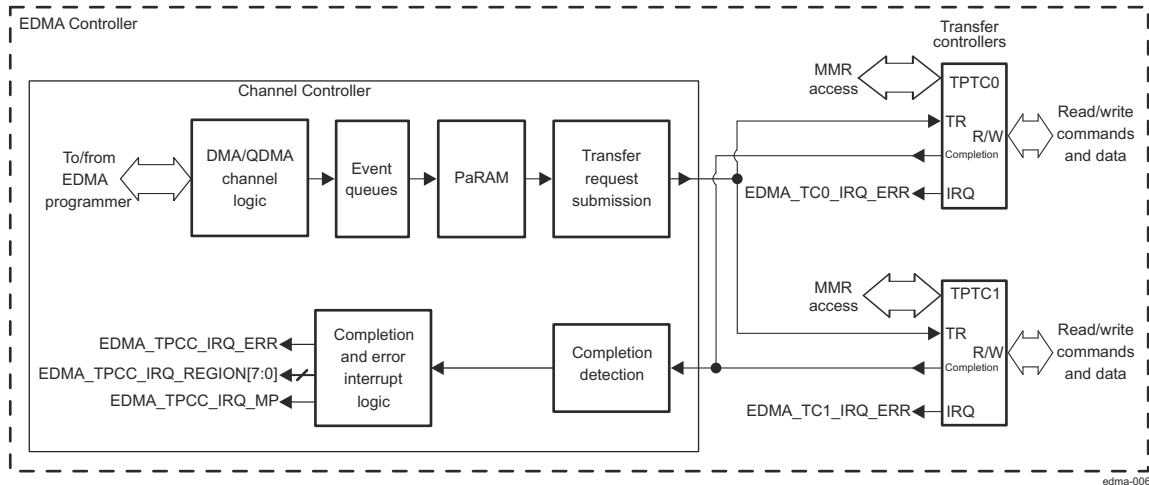 EDMA Controller
Transfer
controllers
MMR
access
TPTC0
Channel Controller
TR
R/W
Completion
Read/write
commands
and data
To/from
EDMA
programmer
DMA/QDMA
channel
logic
Event
queues
PaRAM
Transfer
request
submission
EDMA_TC0_IRQ_ERR
IRQ
MMR
access
TPTC1
TR
R/W
Completion
Read/write
commands
and data
EDMA_TPCC_IRQ_ERR
EDMA_TPCC_IRQ_REGION[7:0]
EDMA_TPCC_IRQ_MP
Completion
and error
interrupt
logic
Completion
detection
EDMA_TC1_IRQ_ERR
IRQ
edma-006